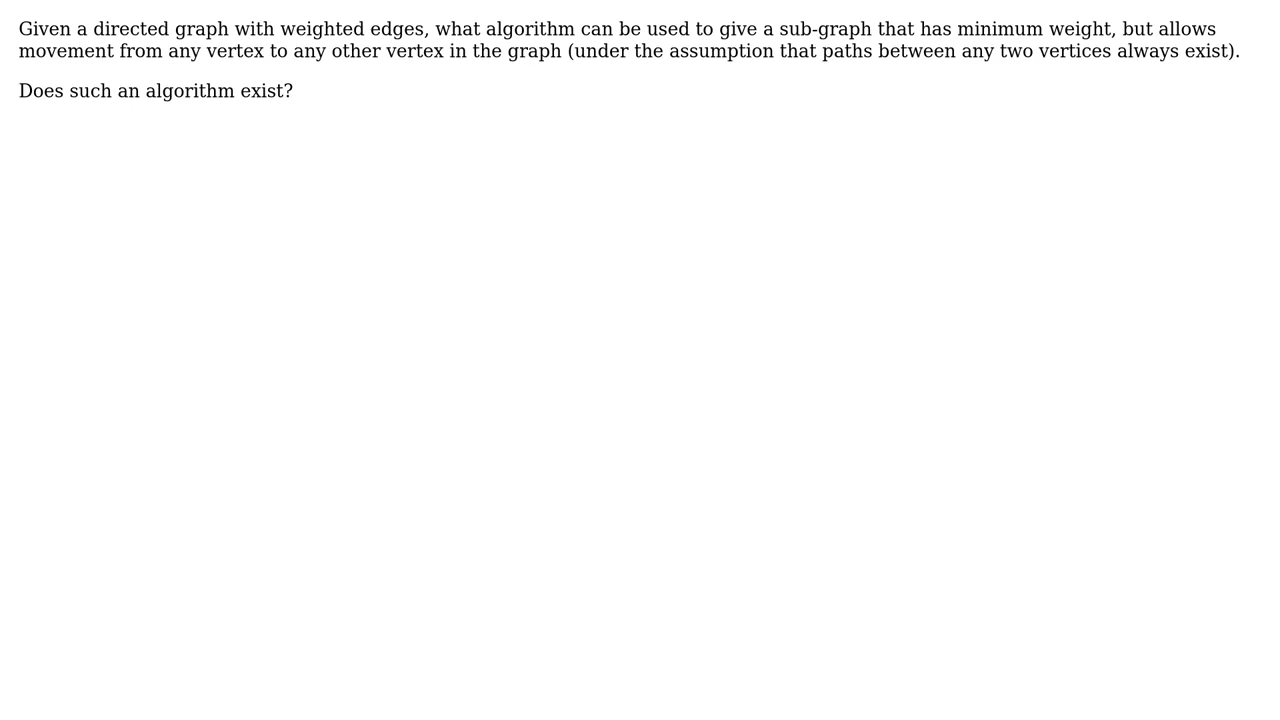 Given a directed graph with weighted edges, what algorithm can be used to give a sub-graph that has minimum weight, but allows
movement from any vertex to any other vertex in the graph (under the assumption that paths between any two vertices always exist).
Does such an algorithm exist?